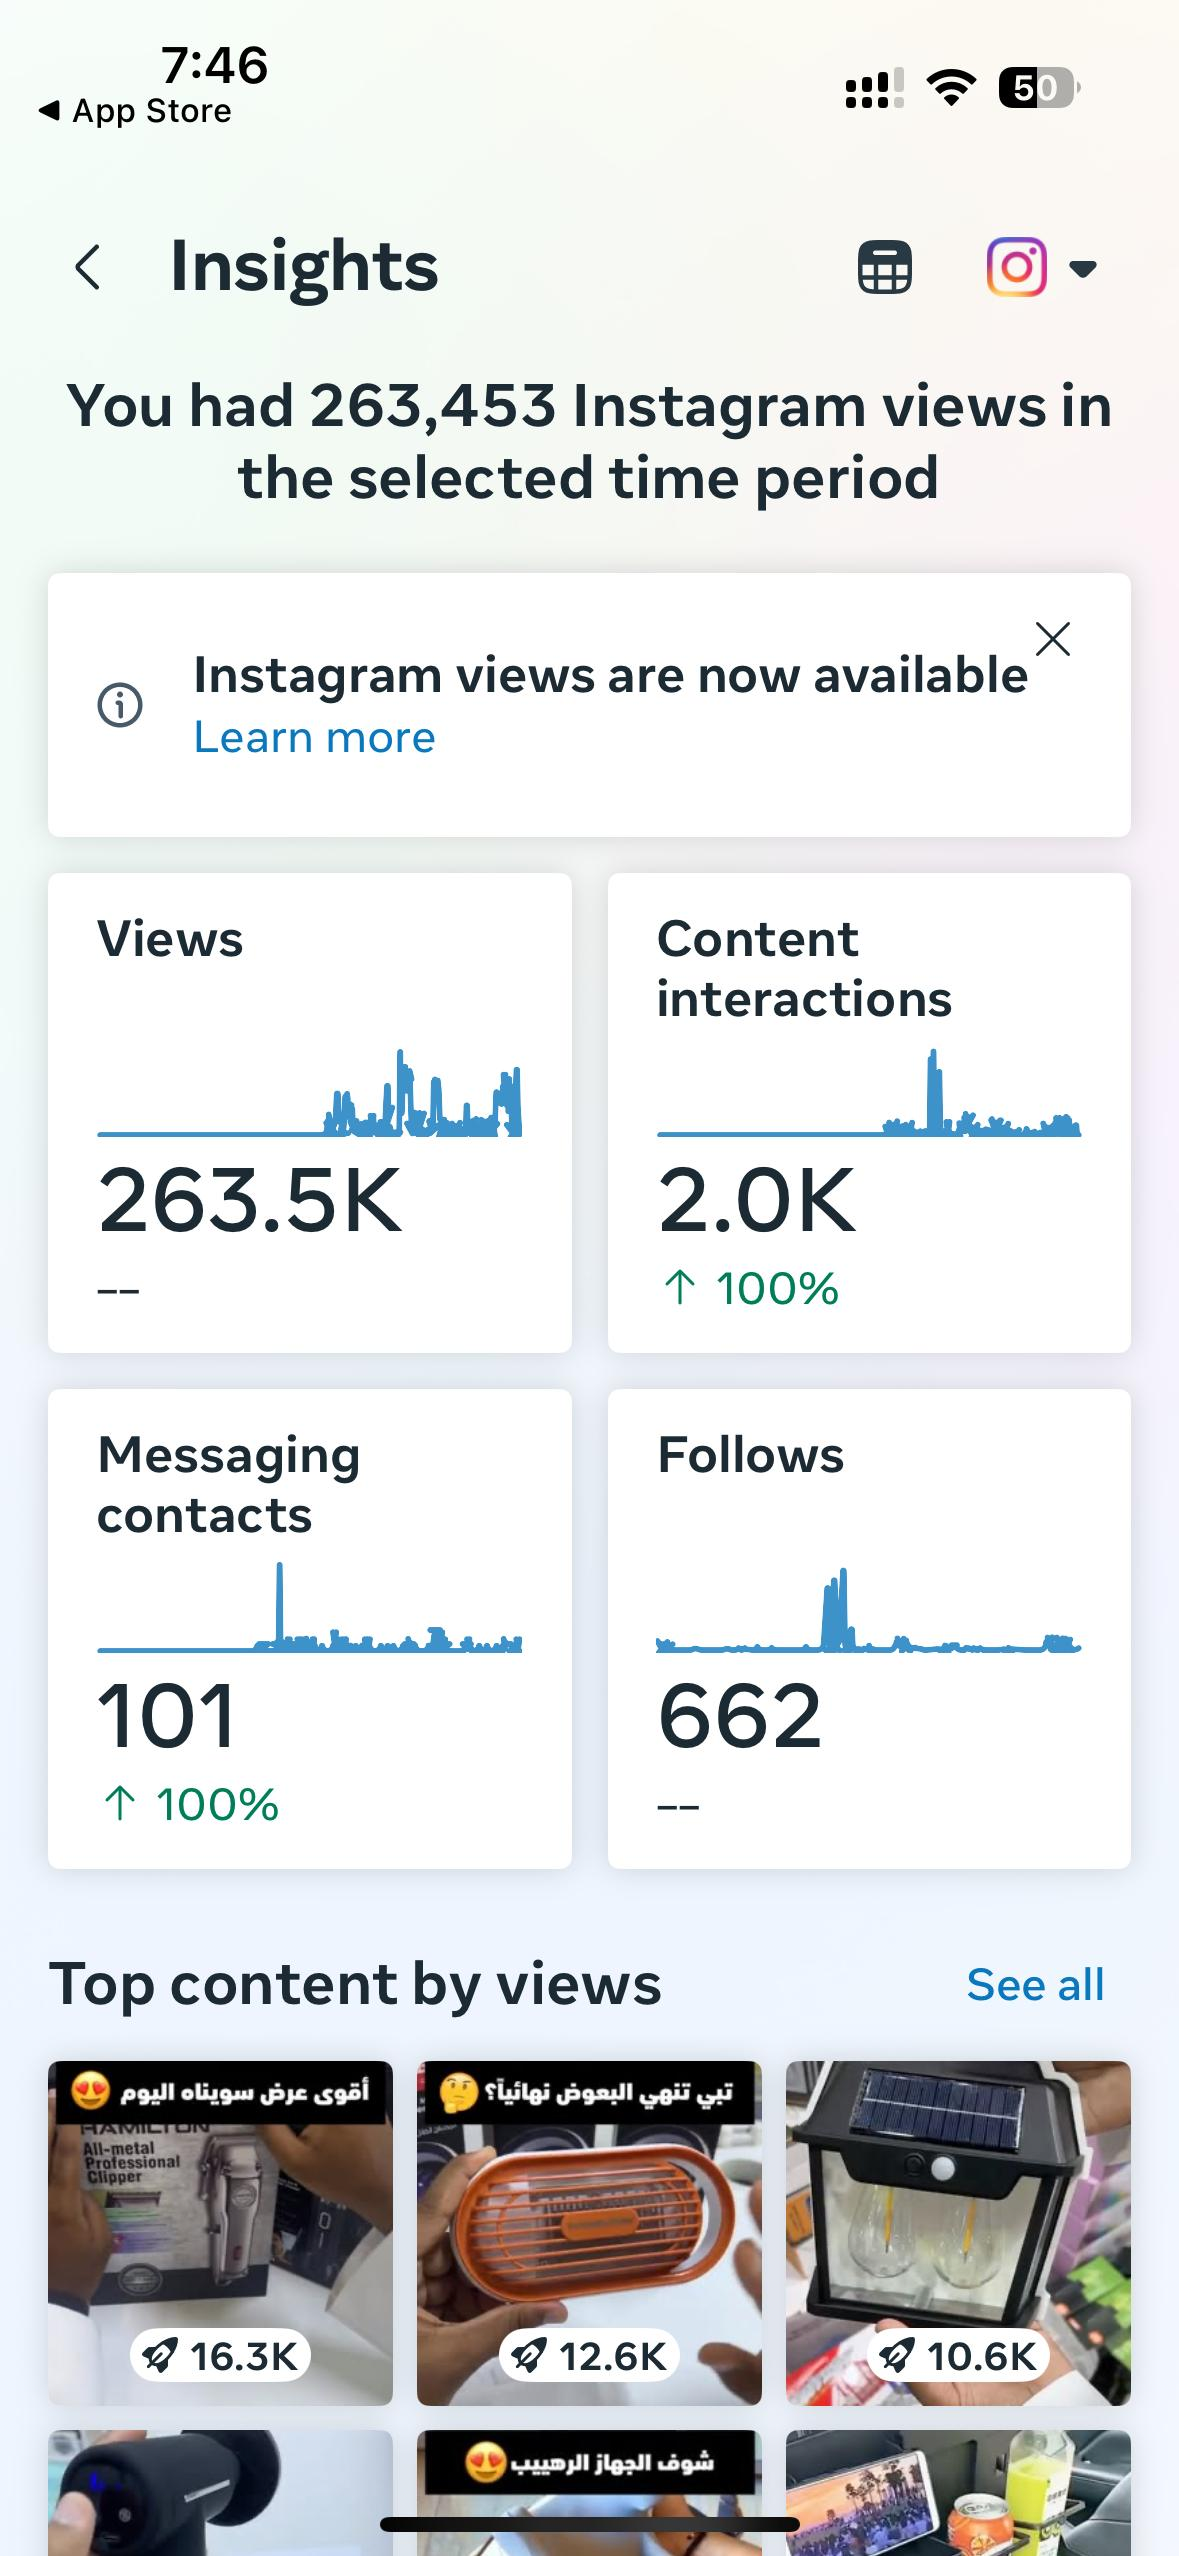 7:46
App Store
50
Insights
You had 263,453 Instagram views in
the selected time period
Instagram views are now available
Learn more
Views
263.5K
--
Content
interactions
2.0K
↑ 100%
Messaging
contacts
101
↑ 100%
Follows
662
--
Top content by views
See all
أقوى عرض سويناه اليوم 😍
HAMILTON
All-metal
Professional
Clipper
16.3K
تبي تنهي البعوض نهائياً؟ 🤔
12.6K
10.6K
شوف الجهاز الرهييب 😍